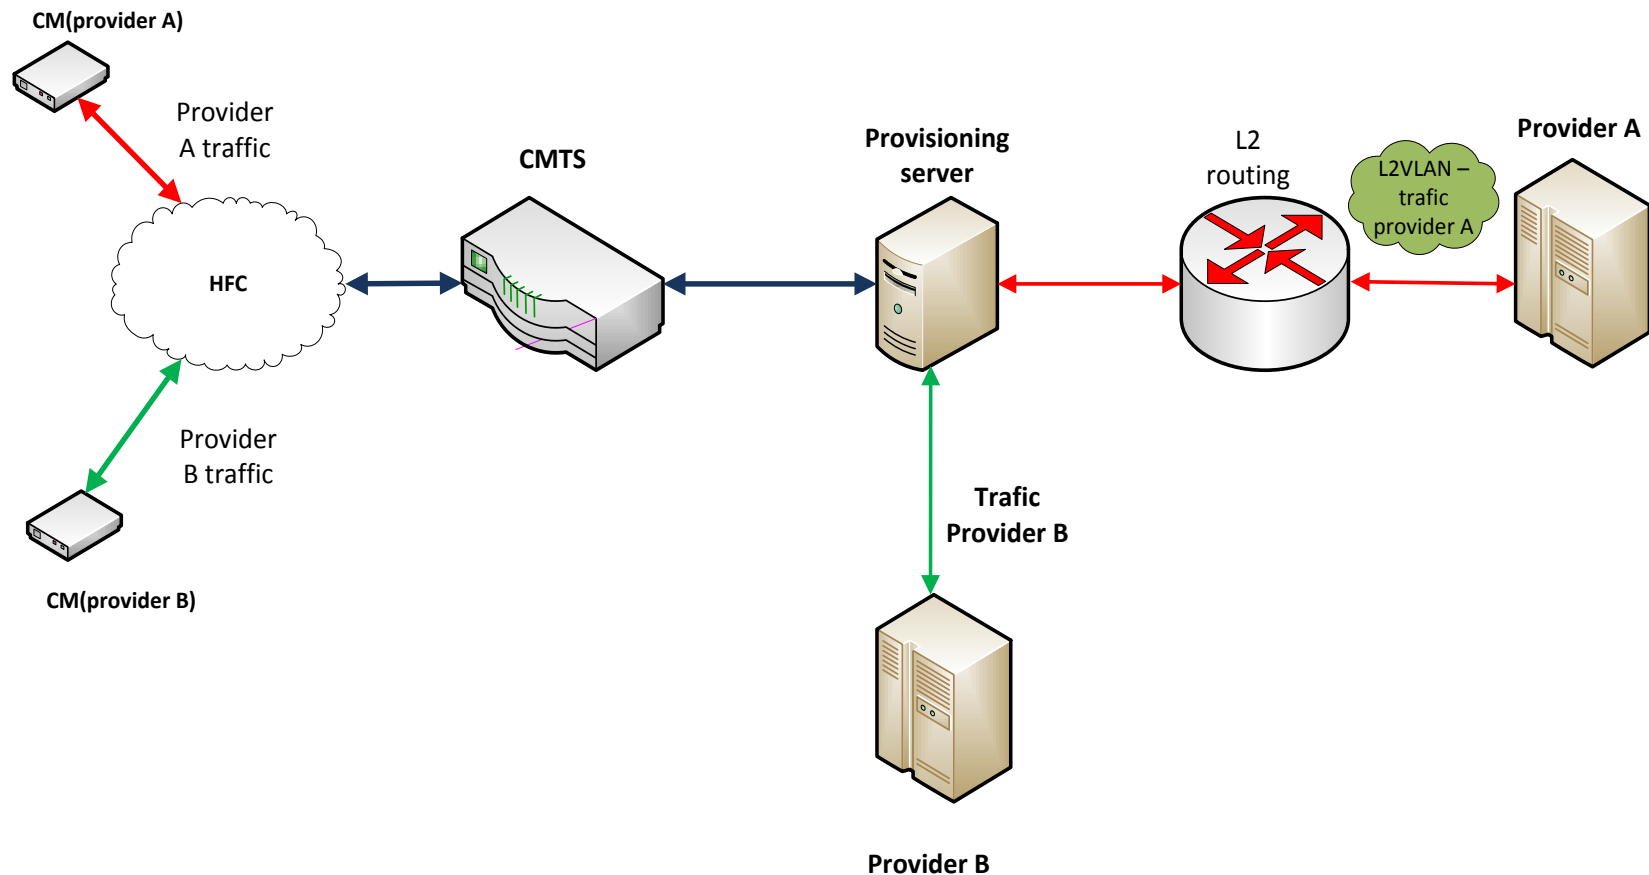 CM(provider A)
Provider
A traffic
CMTS
Provisioning
server
L2
routing
L2VLAN –
trafic
provider A
Provider A
HFC
Provider
B traffic
CM(provider B)
Trafic
Provider B
Provider B